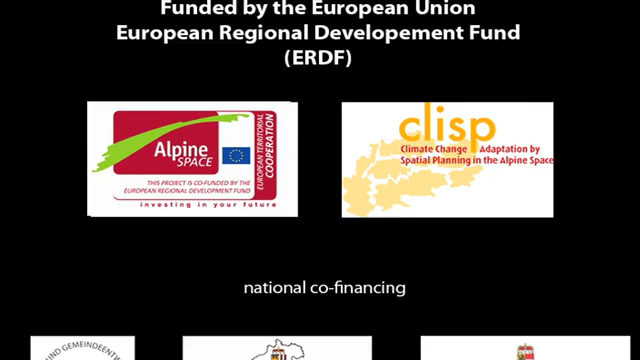 Funded by the European Union
European Regional Developement Fund
(ERDF)
Alpine
SPACE
EUROPEAN TERRITORIAL
COOPERATION
THIS PROJECT IS CO-FUNDED BY THE
EUROPEAN REGIONAL DEVELOPMENT FUND
investing in your future
clisp
Climate Change Adaptation by
Spatial Planning in the Alpine Space
national co-financing
UND